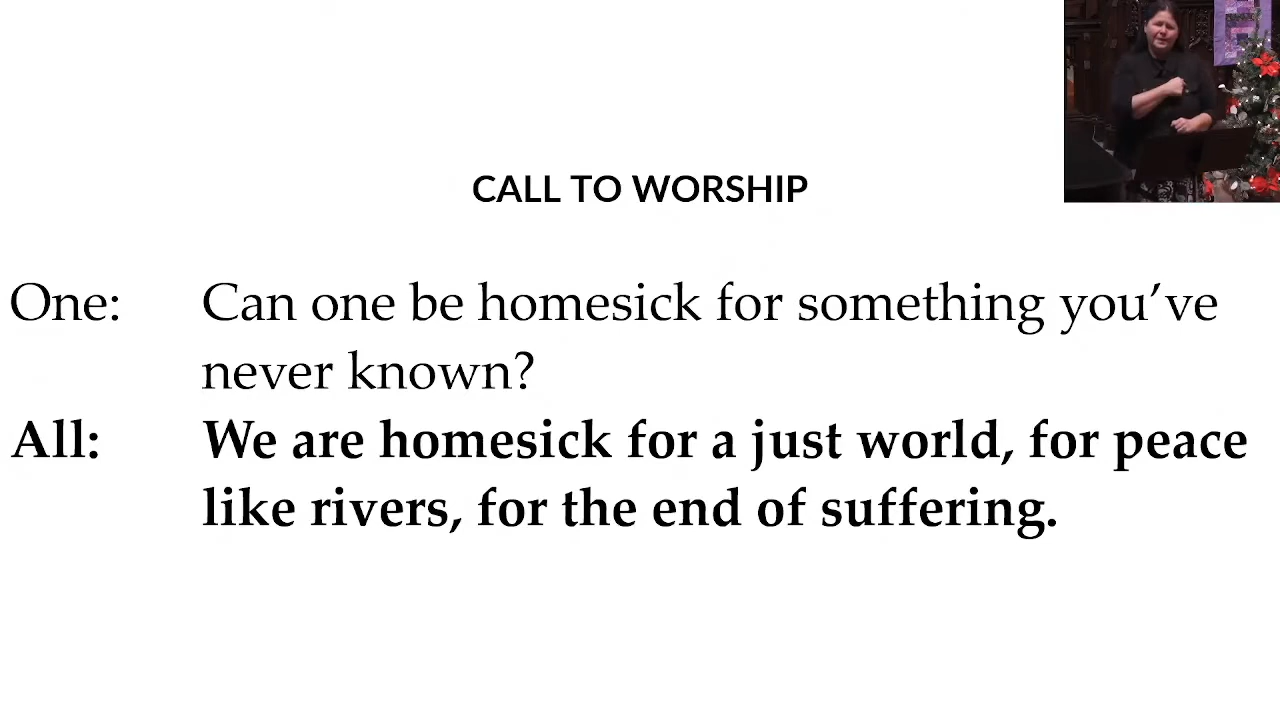 CALL TO WORSHIP
One: Can one be homesick for something you’ve
never known?
All: We are homesick for a just world, for peace
like rivers, for the end of suffering.